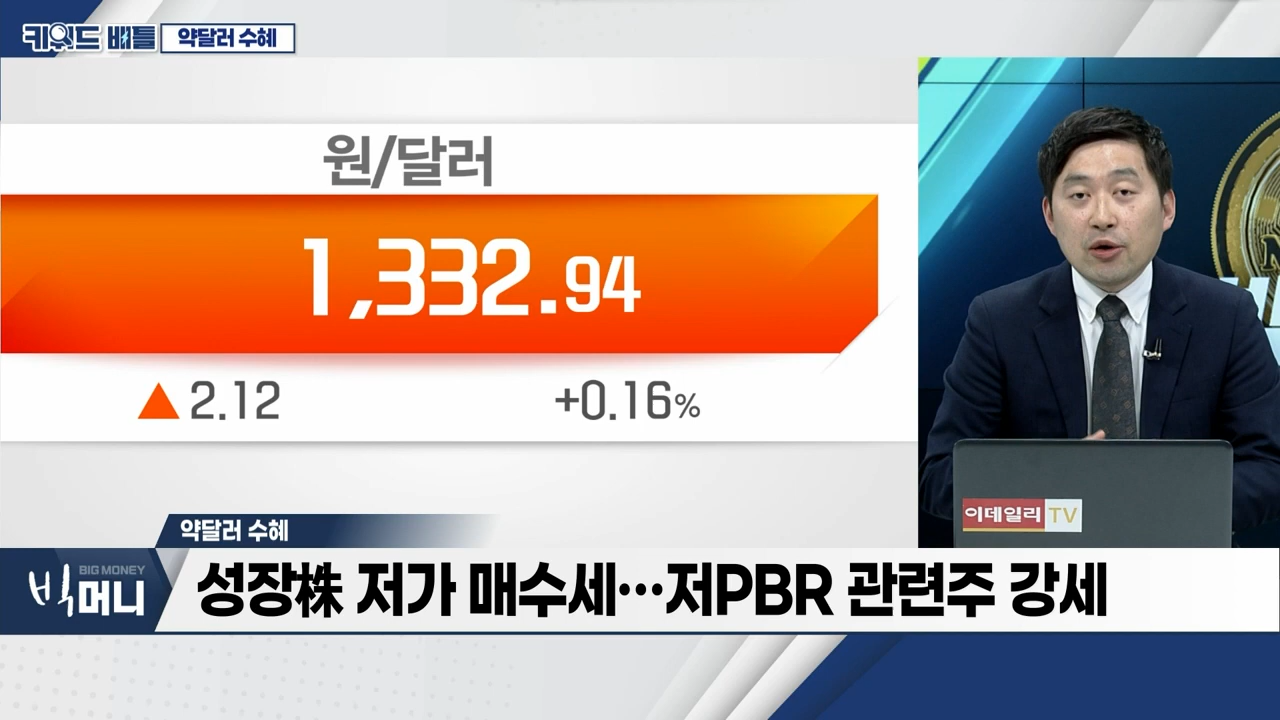 키워드 배틀
약달러 수혜
원/달러
1,332.94
▲ 2.12
+0.16%
이데일리 TV
약달러 수혜
BIG MONEY
빅머니
성장株 저가 매수세…저PBR 관련주 강세